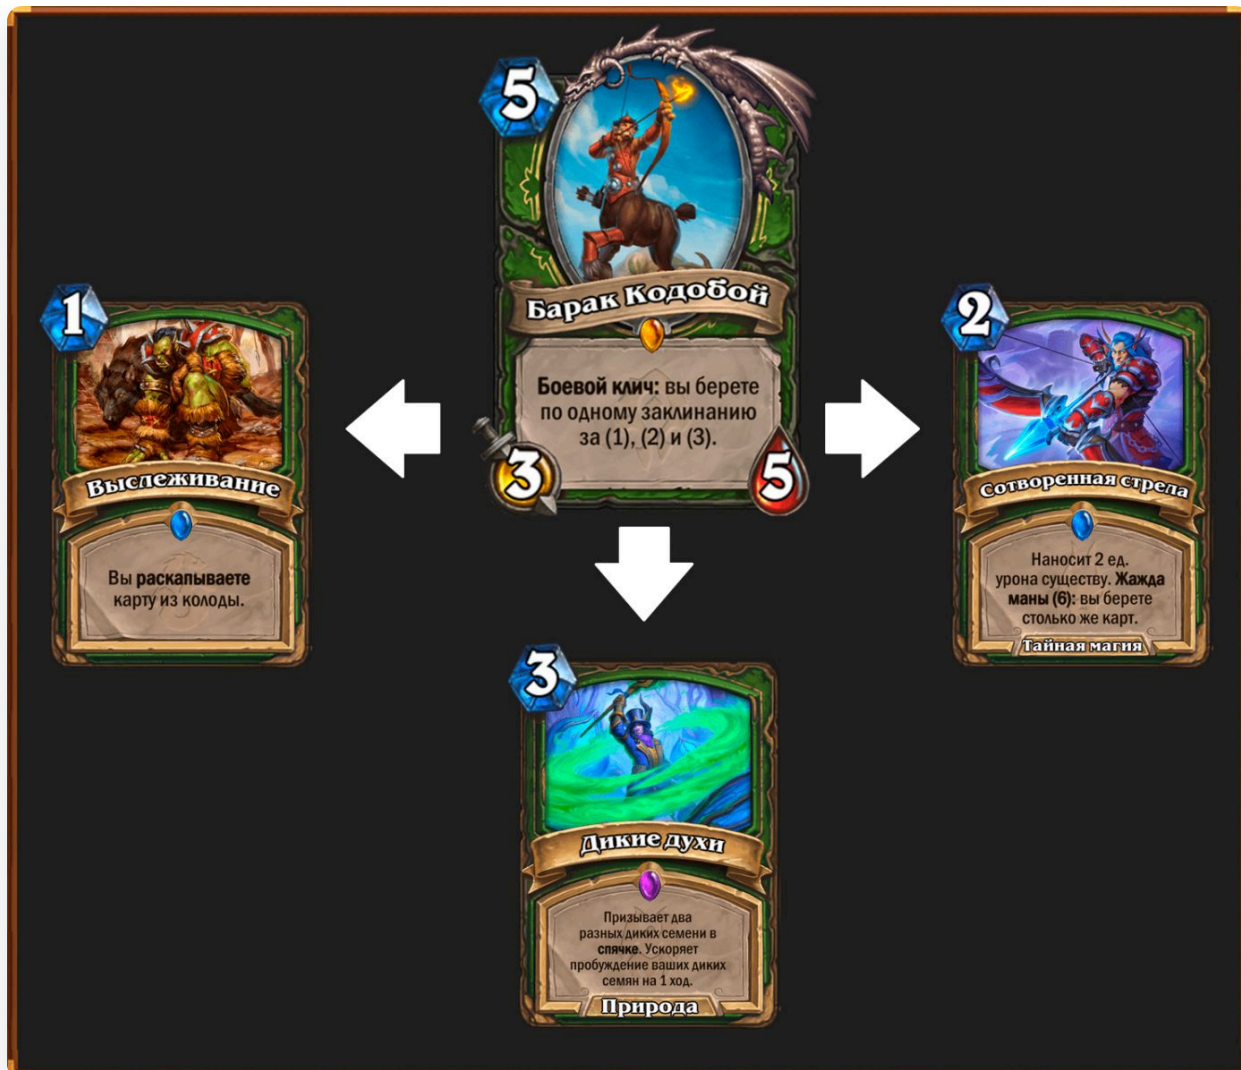 5
Барак Кодобой
Боевой клич: вы берете
по одному заклинанию
за (1), (2) и (3).
3
5
1
Выслеживание
Вы раскапываете
карту из колоды.
2
Сотворенная стрела
Наносит 2 ед.
урона существу. Жажда
маны (6): вы берете
столько же карт.
Тайная магия
3
Дикие духи
Призывает два
разных диких семени в
спячке. Ускоряет
пробуждение ваших диких
семян на 1 ход.
Природа